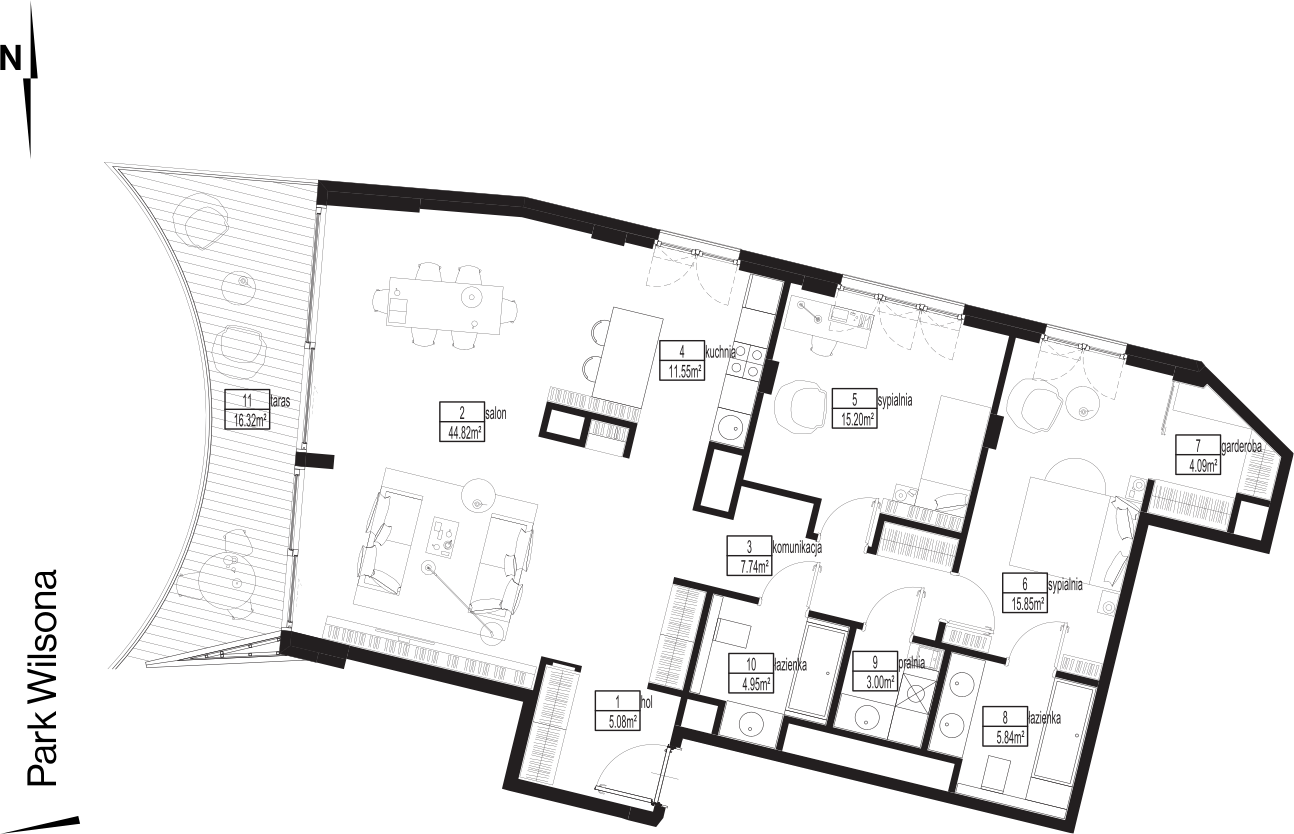 N
4 kuchnia
11.55m²
5 sypialnia
15.20m²
11 taras
16.32m²
2 salon
44.82m²
7 garderoba
4.09m²
3 komunikacja
7.74m²
6 sypialnia
15.85m²
10 łazienka
4.95m²
9 pralnia
3.00m²
1 hol
5.08m²
8 łazienka
5.84m²
Park Wilsona